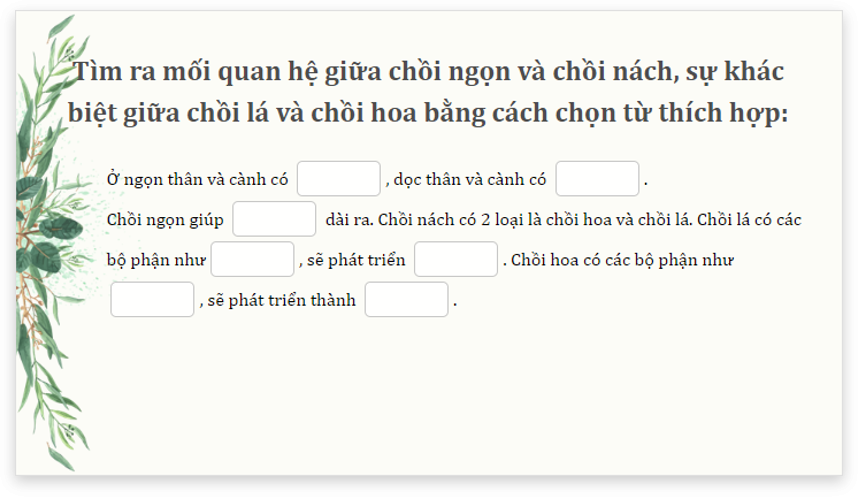 Tìm ra mối quan hệ giữa chồi ngọn và chồi nách, sự khác
biệt giữa chồi lá và chồi hoa bằng cách chọn từ thích hợp:
Ở ngọn thân và cành có , dọc thân và cành có .
Chồi ngọn giúp dài ra. Chồi nách có 2 loại là chồi hoa và chồi lá. Chồi lá có các
bộ phận như , sẽ phát triển . Chồi hoa có các bộ phận như
, sẽ phát triển thành .